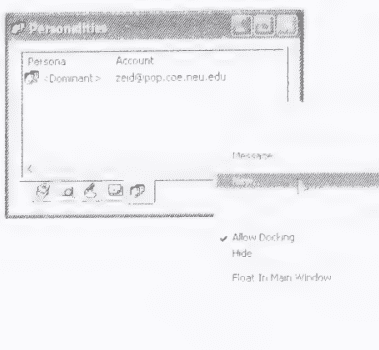 Personalities
Persona Account
<Dominant> zeid@pop.coe.neu.edu
Message
Allow Docking
Hide
Float In Main Window